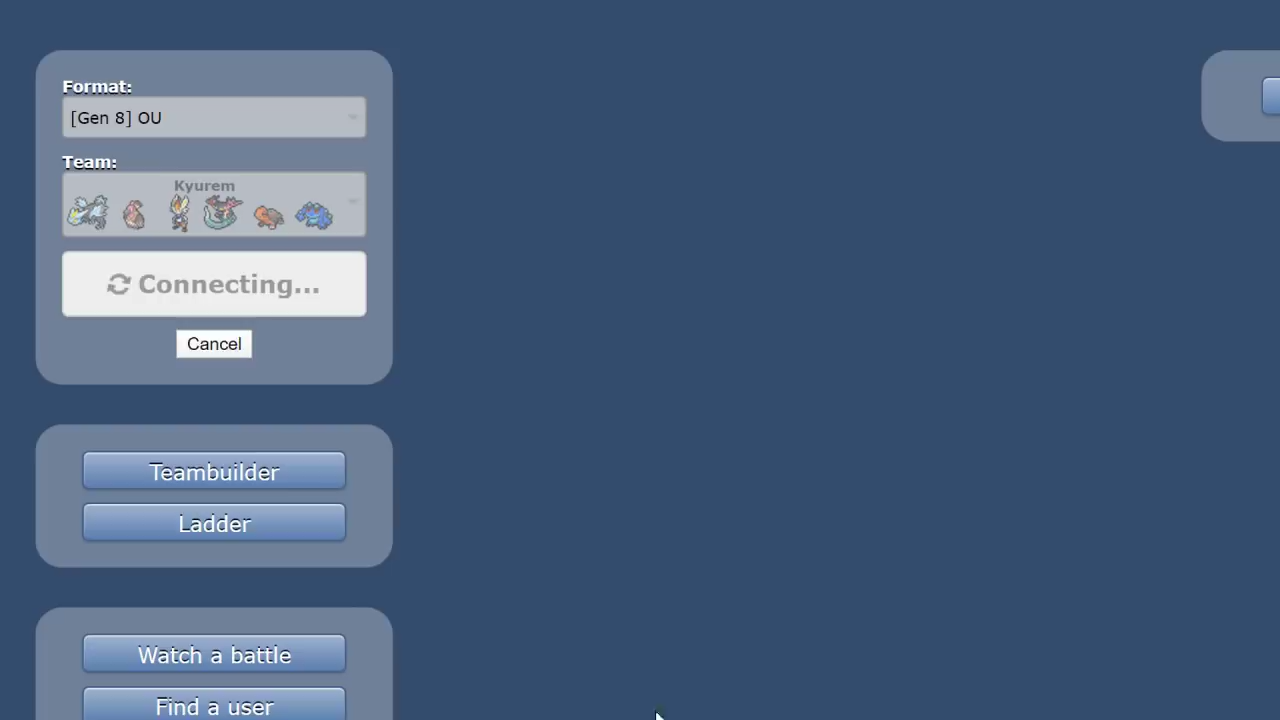 Format:
[Gen 8] OU
Team:
Kyurem
Connecting...
Cancel
Teambuilder
Ladder
Watch a battle
Find a user